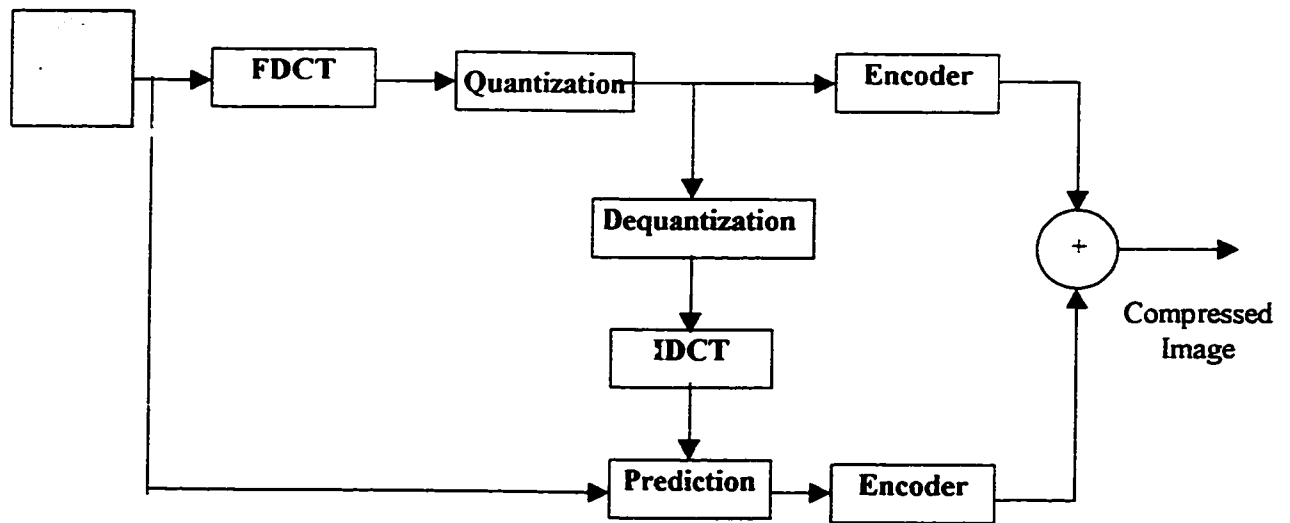 FDCT
Quantization
Encoder
Dequantization
+
Compressed
Image
IDCT
Prediction
Encoder